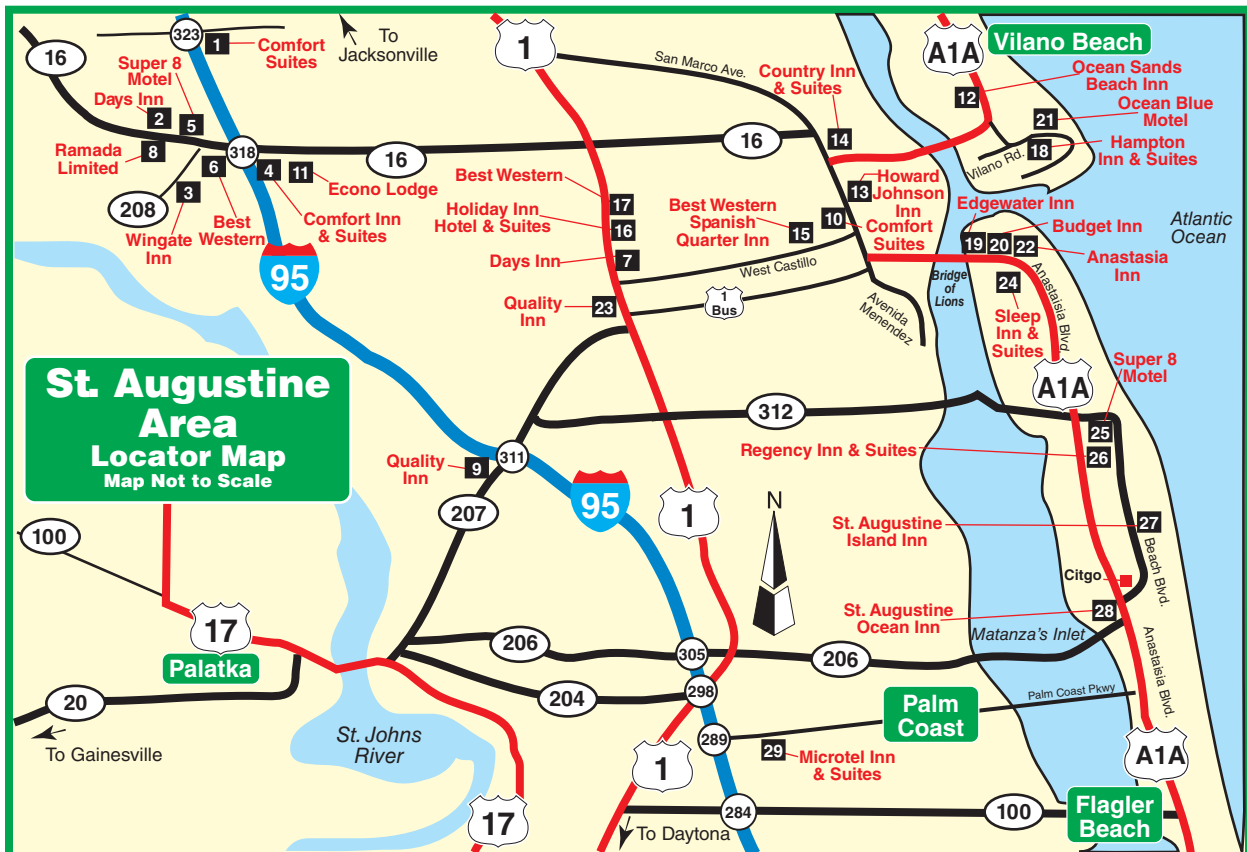 323
1
Comfort
Suites
To
Jacksonville
1
San Marco Ave.
A1A
Vilano Beach
16
Super 8
Motel
Days Inn
2
5
Country Inn
& Suites
14
Ocean Sands
Beach Inn
12
Ocean Blue
Motel
21
Ramada
Limited
8
318
16
16
Vilano Rd.
18
Hampton
Inn & Suites
6
4
11
Econo Lodge
208
3
Wingate
Inn
Best
Western
Comfort Inn
& Suites
Best Western
17
Holiday Inn
Hotel & Suites
16
Days Inn
7
Best Western
Spanish
Quarter Inn
15
13
Howard
Johnson
Inn
10
Comfort
Suites
Edgewater Inn
19
20
22
Budget Inn
Anastasia
Inn
Atlantic
Ocean
95
West Castillo
Bridge
of
Lions
24
Sleep
Inn &
Suites
Anastaisia Blvd
Quality
Inn
23
1
Bus
Avenida
Menendez
St. Augustine
Area
Locator Map
Map Not to Scale
A1A
Super 8
Motel
312
25
Regency Inn & Suites
26
Quality
Inn
9
311
95
207
1
N
100
St. Augustine
Island Inn
27
Beach Blvd.
Citgo
28
St. Augustine
Ocean Inn
17
Palatka
206
305
206
Matanza's Inlet
Anastaisia Blvd.
20
204
298
Palm Coast Pkwy
Palm
Coast
To Gainesville
St. Johns
River
289
29
Microtel Inn
& Suites
1
A1A
17
284
100
Flagler
Beach
To Daytona